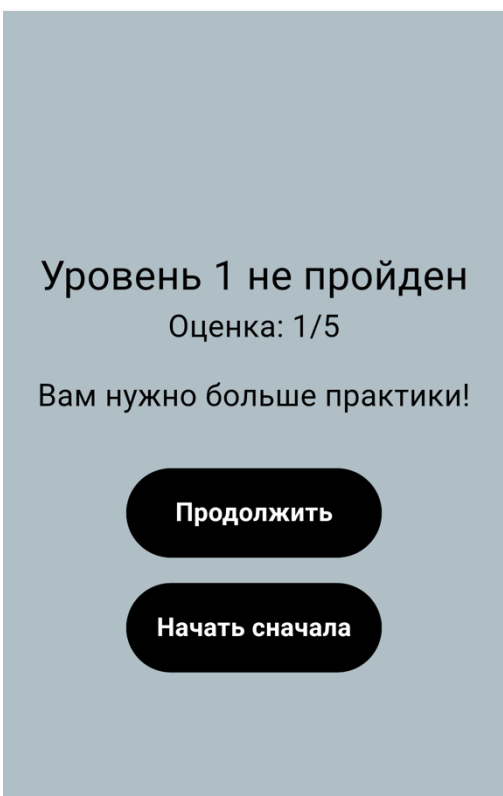 Уровень 1 не пройден
Оценка: 1/5
Вам нужно больше практики!
Продолжить
Начать сначала